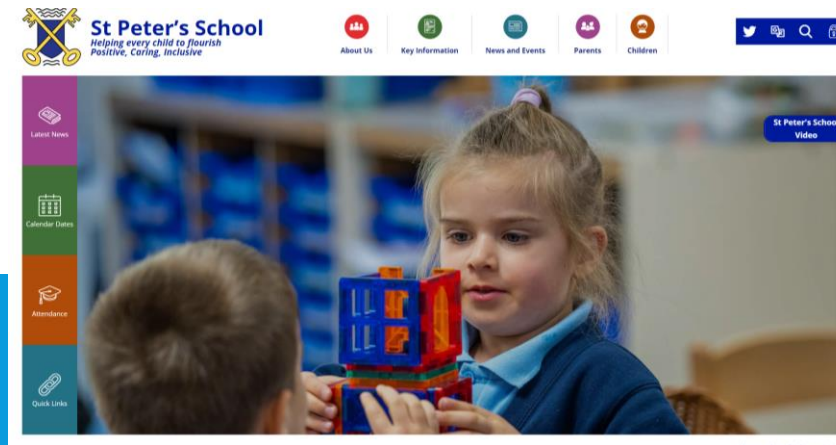 St Peter's School
Helping every child to flourish
Positive, Caring, Inclusive
About Us
Key Information
News and Events
Parents
Children
Latest News
Calendar Dates
Attendance
Quick Links
St Peter's School
Video